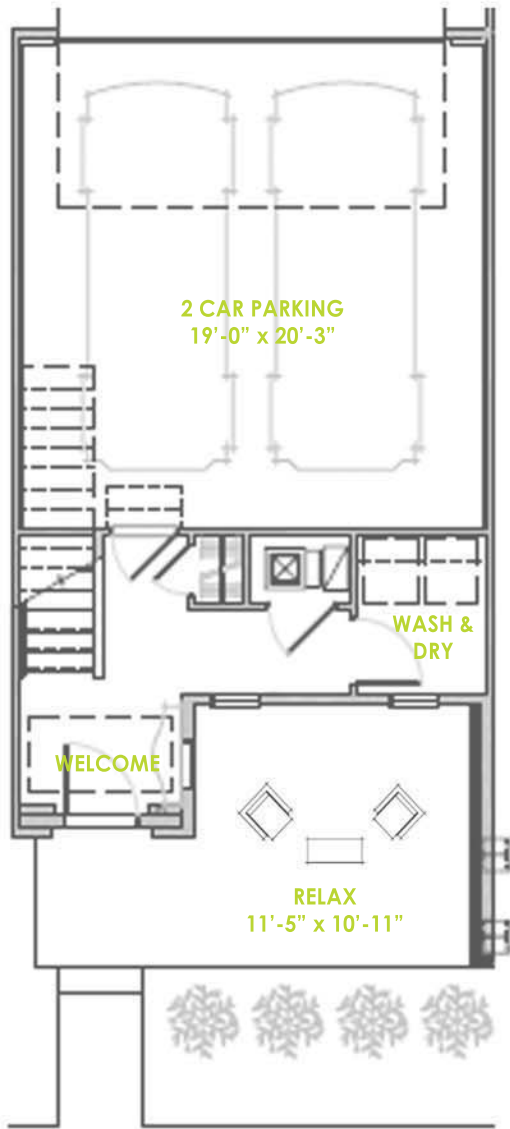 2 CAR PARKING
19'-0" x 20'-3"
WASH &
DRY
WELCOME
RELAX
11'-5" x 10'-11"